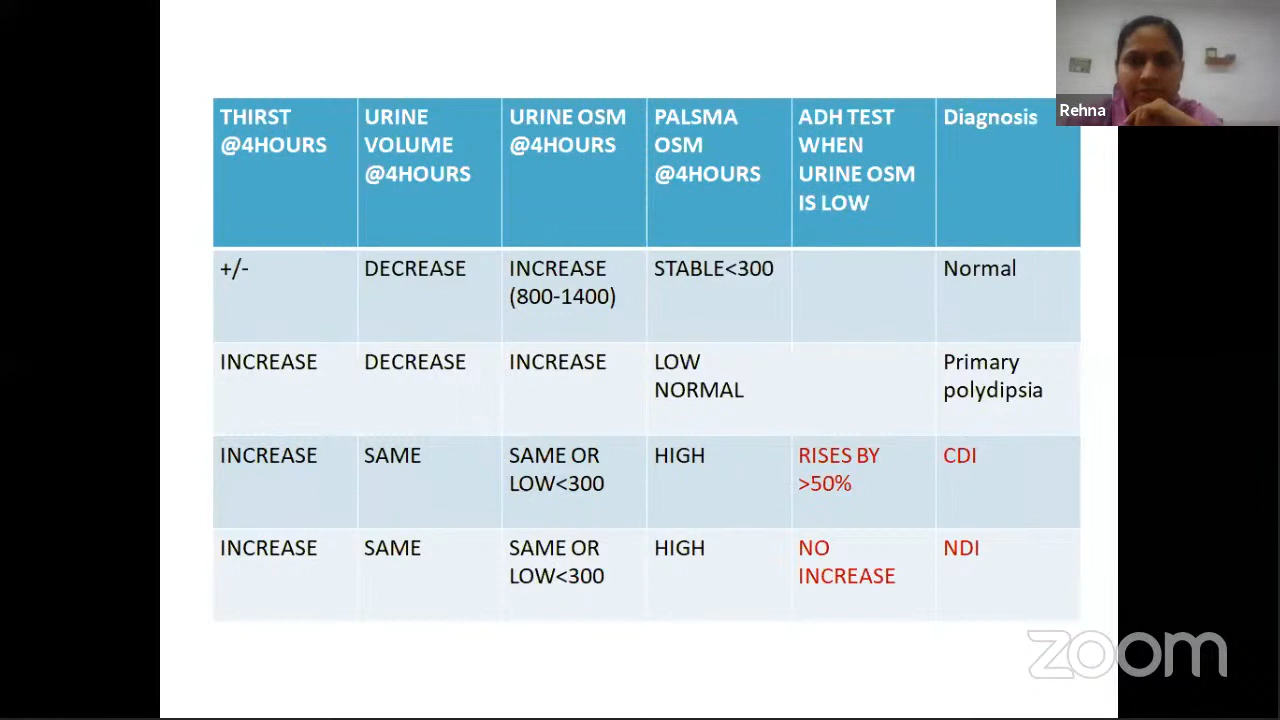 THIRST
@4HOURS
URINE
VOLUME
@4HOURS
URINE OSM
@4HOURS
PALSMA
OSM
@4HOURS
ADH TEST
WHEN
URINE OSM
IS LOW
Diagnosis
+/-
DECREASE
INCREASE
(800-1400)
STABLE<300
Normal
INCREASE
DECREASE
INCREASE
LOW
NORMAL
Primary
polydipsia
INCREASE
SAME
SAME OR
LOW<300
HIGH
RISES BY
>50%
CDI
INCREASE
SAME
SAME OR
LOW<300
HIGH
NO
INCREASE
NDI
Rehna
zoom